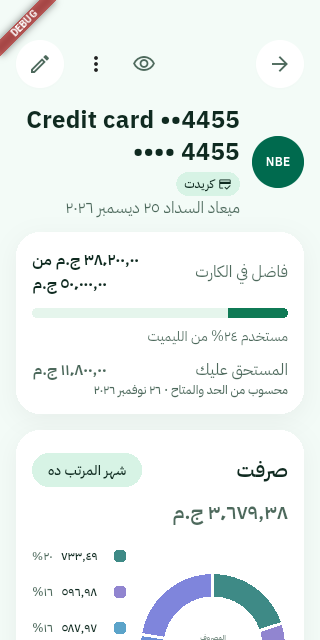 DEBUG
Credit card ••4455
•••• 4455
NBE
كريدت
ميعاد السداد ٢٥ ديسمبر ٢٠٢٦
فاضل في الكارت
٣٨,٢٠٠,٠٠ ج.م من
٥٠,٠٠٠,٠٠ ج.م
مستخدم ٢٤% من الليميت
المستحق عليك
١١,٨٠٠,٠٠ ج.م
محسوب من الحد والمتاح · ٢٦ نوفمبر ٢٠٢٦
صرفت
شهر المرتب ده
٣,٦٧٩,٣٨ ج.م
٧٣٣,٤٩ ٢٠%
٥٩٦,٩٨ ١٦%
٥٨٧,٩٧ ١٦%
المصروف